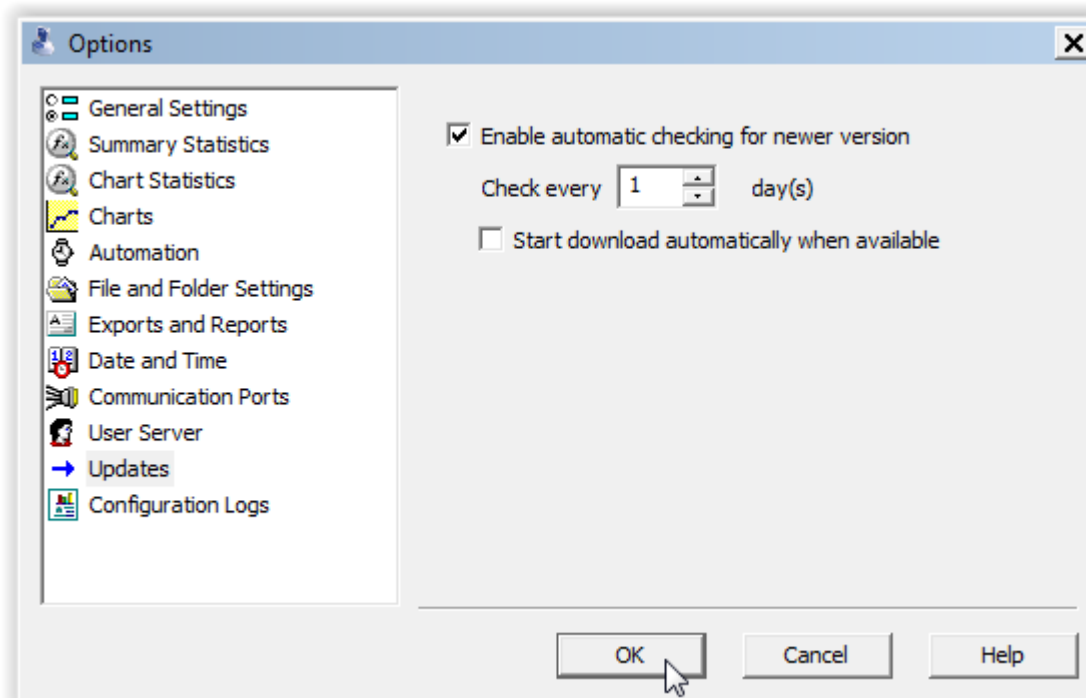 Options
General Settings
Summary Statistics
Chart Statistics
Charts
Automation
File and Folder Settings
Exports and Reports
Date and Time
Communication Ports
User Server
Updates
Configuration Logs
Enable automatic checking for newer version
Check every 1 day(s)
Start download automatically when available
OK Cancel Help